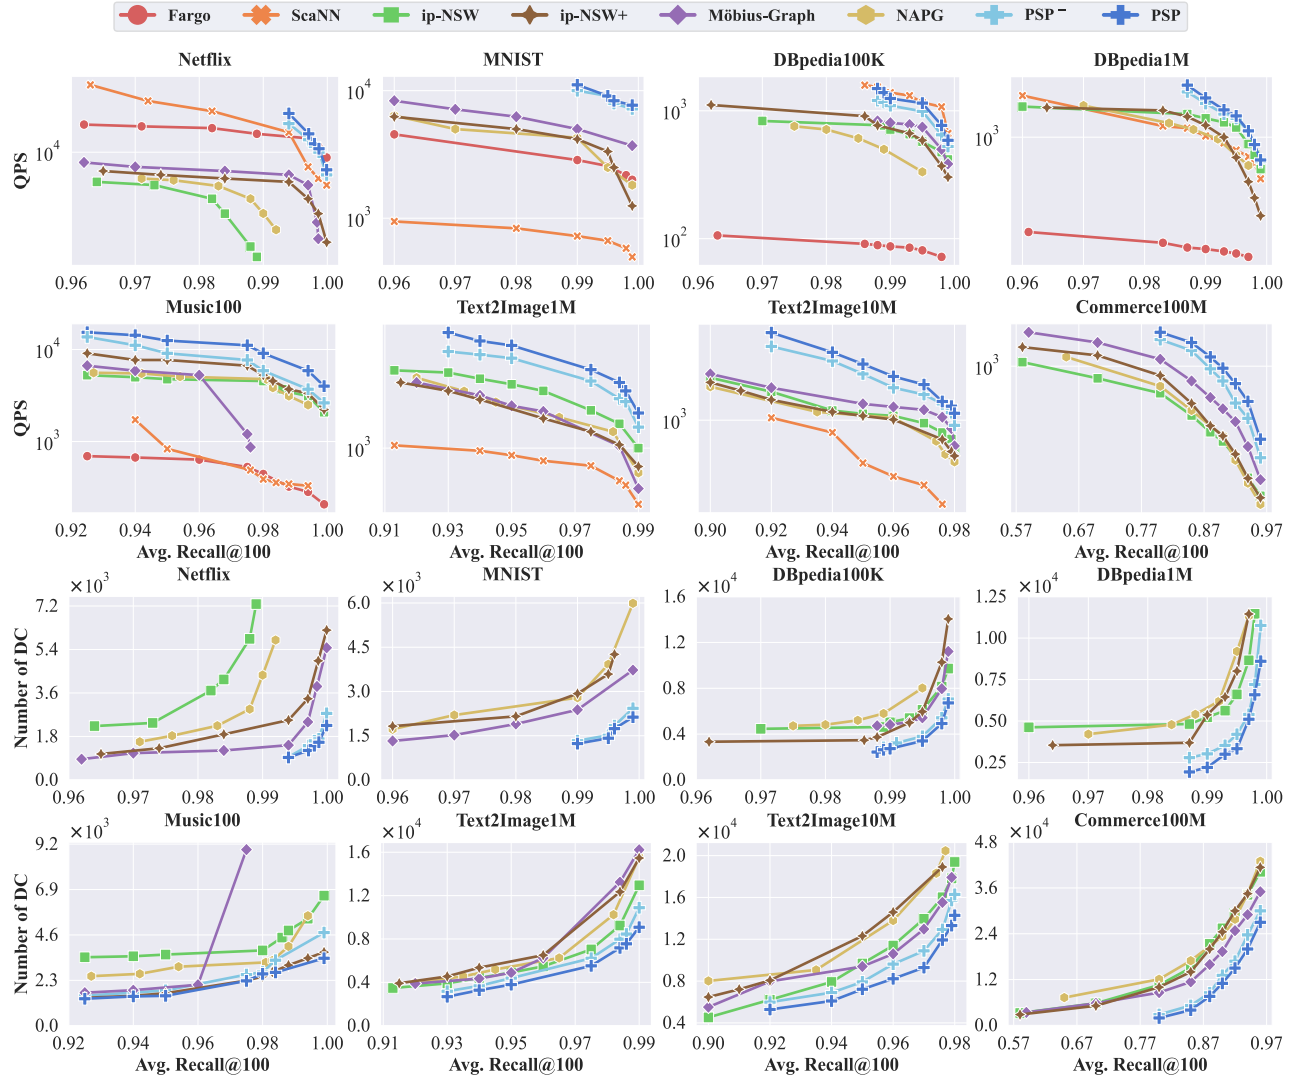 Fargo ScaNN ip-NSW ip-NSW+ Möbius-Graph NAPG PSP⁻ PSP
Netflix MNIST DBpedia100K DBpedia1M
QPS
10⁴
10⁴ 10³
10³ 10²
10³
0.96 0.97 0.98 0.99 1.00 0.96 0.97 0.98 0.99 1.00 0.96 0.97 0.98 0.99 1.00 0.96 0.97 0.98 0.99 1.00
Music100 Text2Image1M Text2Image10M Commerce100M
QPS
10⁴ 10³
10³
10³ 10³
0.92 0.94 0.96 0.98 1.00 0.91 0.93 0.95 0.97 0.99 0.90 0.92 0.94 0.96 0.98 0.57 0.67 0.77 0.87 0.97
Avg. Recall@100 Avg. Recall@100 Avg. Recall@100 Avg. Recall@100
Netflix MNIST DBpedia100K DBpedia1M
×10³ ×10³ ×10⁴ ×10⁴
Number of DC
7.2 6.0 1.6 1.25
5.4 4.5 1.2 1.00
3.6 3.0 0.8 0.75
1.8 1.5 0.4 0.50
0.0 0.0 0.0 0.25
0.96 0.97 0.98 0.99 1.00 0.96 0.97 0.98 0.99 1.00 0.96 0.97 0.98 0.99 1.00 0.96 0.97 0.98 0.99 1.00
Music100 Text2Image1M Text2Image10M Commerce100M
×10³ ×10⁴ ×10⁴ ×10⁴
Number of DC
9.2 1.6 2.0 4.8
6.9 1.2 1.6 3.6
4.6 0.8 1.2 2.4
2.3 0.4 0.8 1.2
0.0 0.0 0.4 0.0
0.92 0.94 0.96 0.98 1.00 0.91 0.93 0.95 0.97 0.99 0.90 0.92 0.94 0.96 0.98 0.57 0.67 0.77 0.87 0.97
Avg. Recall@100 Avg. Recall@100 Avg. Recall@100 Avg. Recall@100